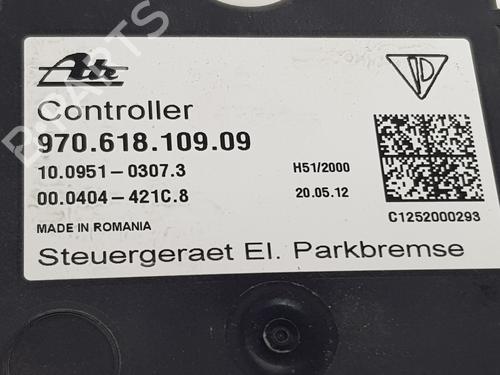 Ate
PD
Controller
970.618.109.09
10.0951-0307.3
H51/2000
00.0404-421C.8
20.05.12
C1252000293
MADE IN ROMANIA
Steuergeraet El. Parkbremse